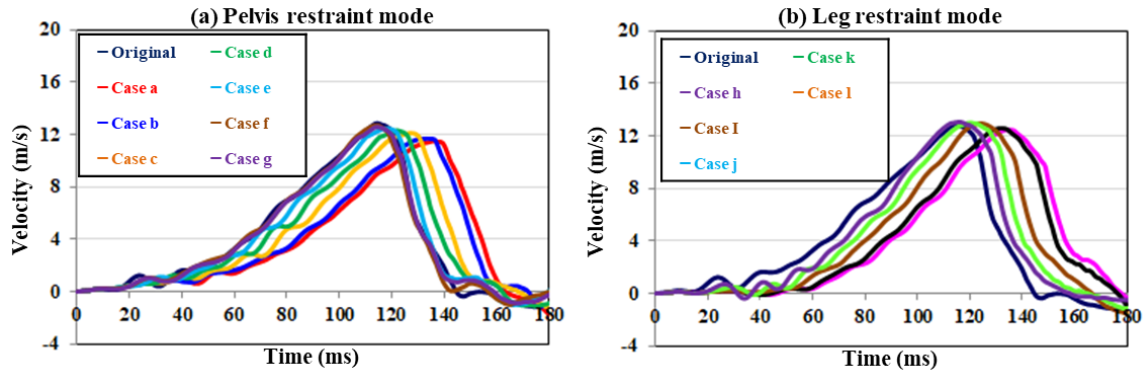 (a) Pelvis restraint mode
20
16
12
8
4
0
-4
Velocity (m/s)
Original
Case a
Case b
Case c
Case d
Case e
Case f
Case g
0 20 40 60 80 100 120 140 160 180
Time (ms)
(b) Leg restraint mode
20
16
12
8
4
0
-4
Velocity (m/s)
Original
Case h
Case I
Case j
Case k
Case l
0 20 40 60 80 100 120 140 160 180
Time (ms)